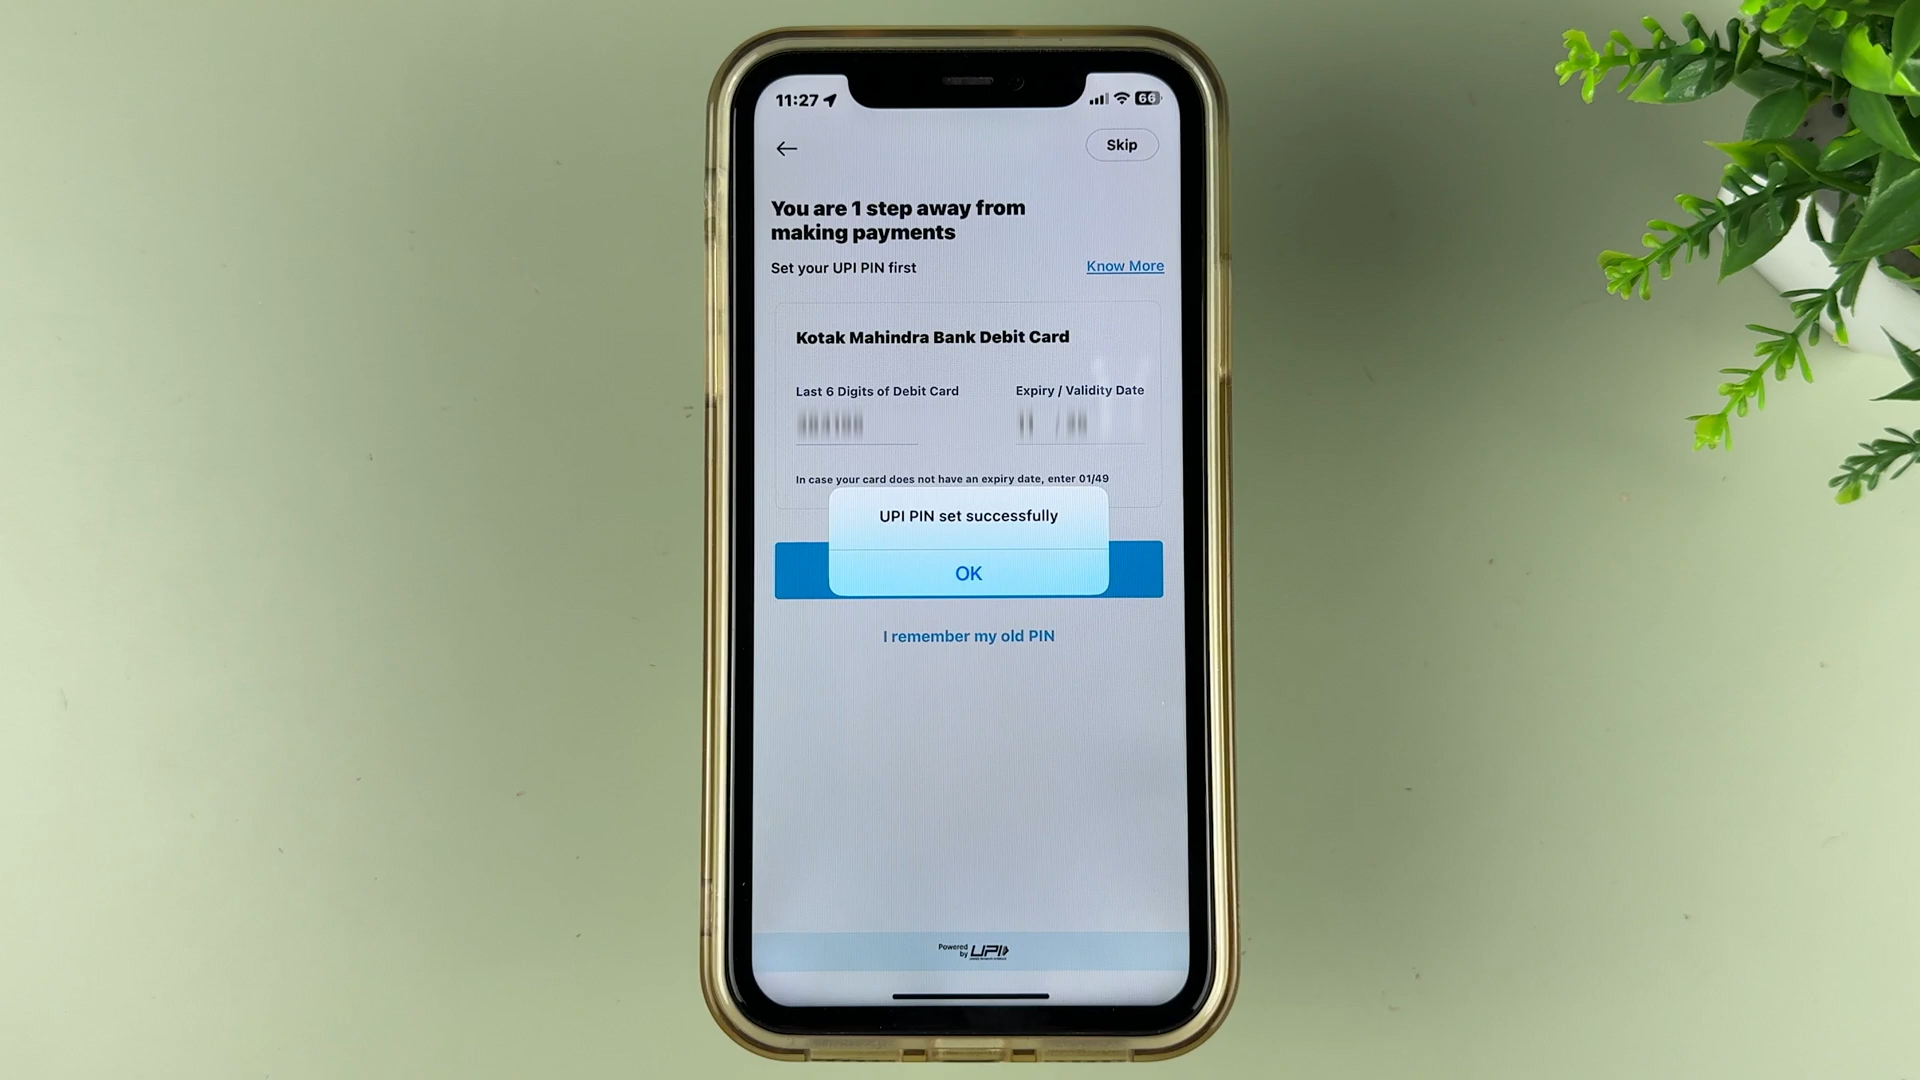 11:27
66
Skip
You are 1 step away from
making payments
Set your UPI PIN first
Know More
Kotak Mahindra Bank Debit Card
Last 6 Digits of Debit Card
Expiry / Validity Date
/
In case your card does not have an expiry date, enter 01/49
UPI PIN set successfully
OK
I remember my old PIN
Powered
by
UPI